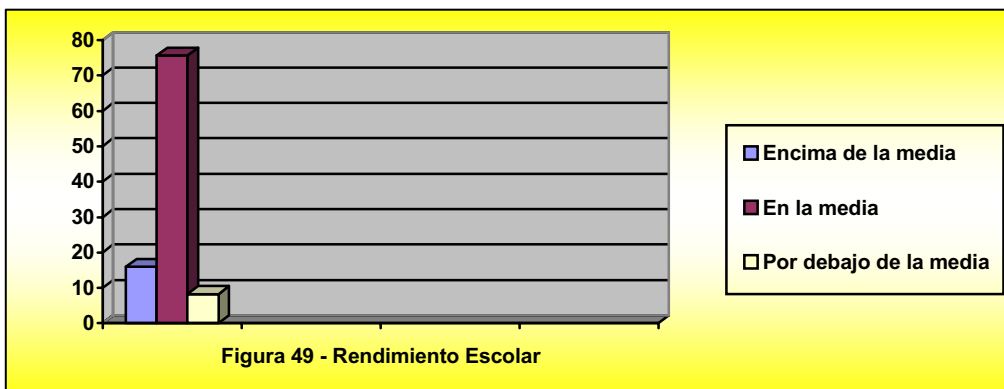 80
70
60
50
40
30
20
10
0
Encima de la media
En la media
Por debajo de la media
Figura 49 - Rendimiento Escolar